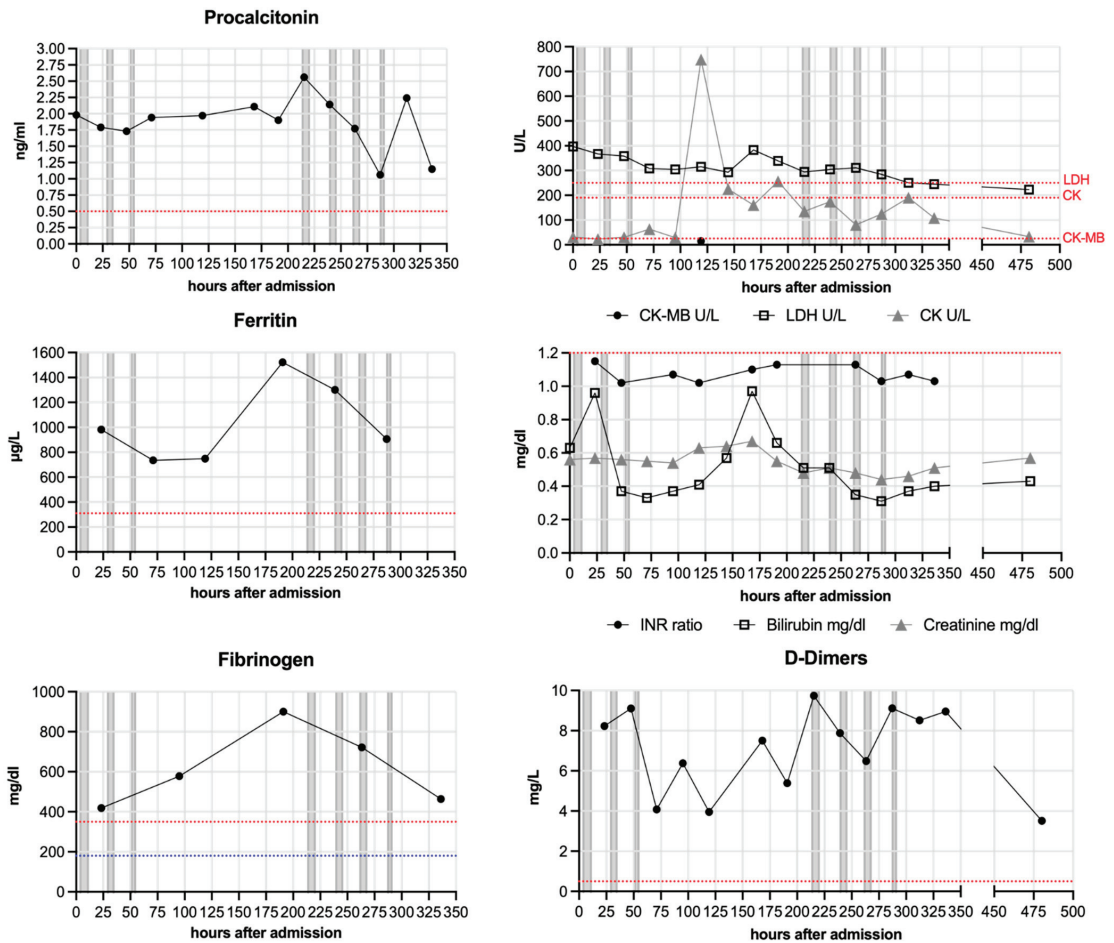 Procalcitonin
3.00
2.75
2.50
2.25
2.00
1.75
1.50
1.25
1.00
0.75
0.50
0.25
0.00
ng/ml
0 25 50 75 100 125 150 175 200 225 250 275 300 325 350
hours after admission
800
700
600
500
400
300
200
100
0
U/L
LDH
CK
CK-MB
0 25 50 75 100 125 150 175 200 225 250 275 300 325 350 450 475 500
hours after admission
CK-MB U/L LDH U/L CK U/L
Ferritin
1600
1400
1200
1000
800
600
400
200
0
µg/L
0 25 50 75 100 125 150 175 200 225 250 275 300 325 350
hours after admission
1.2
1.0
0.8
0.6
0.4
0.2
0.0
mg/dl
0 25 50 75 100 125 150 175 200 225 250 275 300 325 350 450 475 500
hours after admission
INR ratio Bilirubin mg/dl Creatinine mg/dl
Fibrinogen
1000
800
600
400
200
0
mg/dl
0 25 50 75 100 125 150 175 200 225 250 275 300 325 350
hours after admission
D-Dimers
10
8
6
4
2
0
mg/L
0 25 50 75 100 125 150 175 200 225 250 275 300 325 350 450 475 500
hours after admission